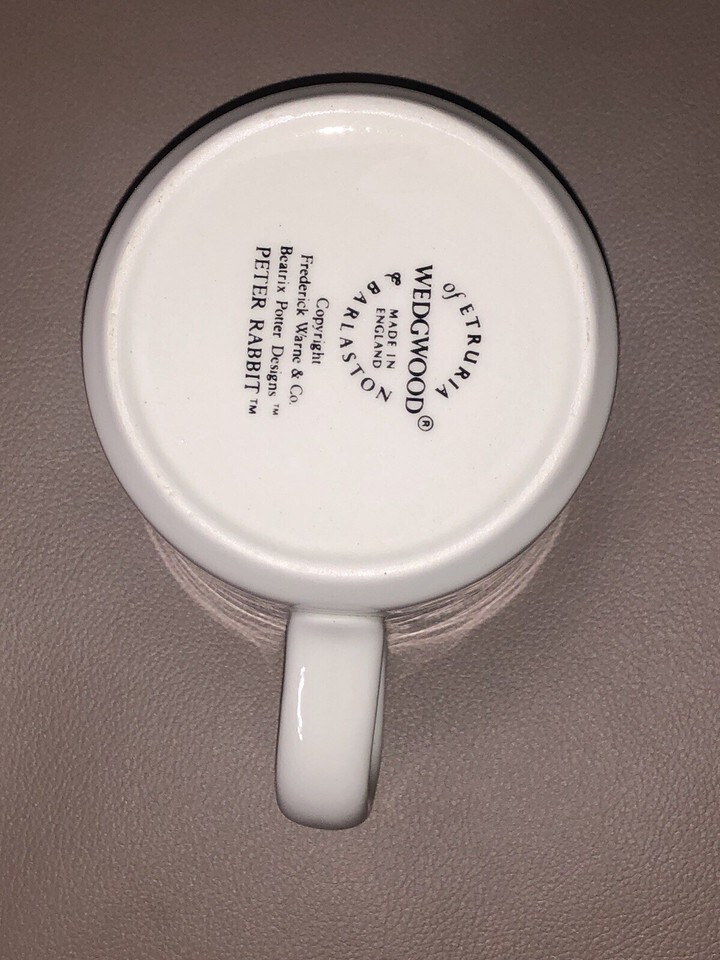 of ETRURIA
WEDGWOOD®
MADE IN
ENGLAND
& BARLASTON
Copyright
Frederick Warne & Co.
Beatrix Potter Designs ™
PETER RABBIT ™